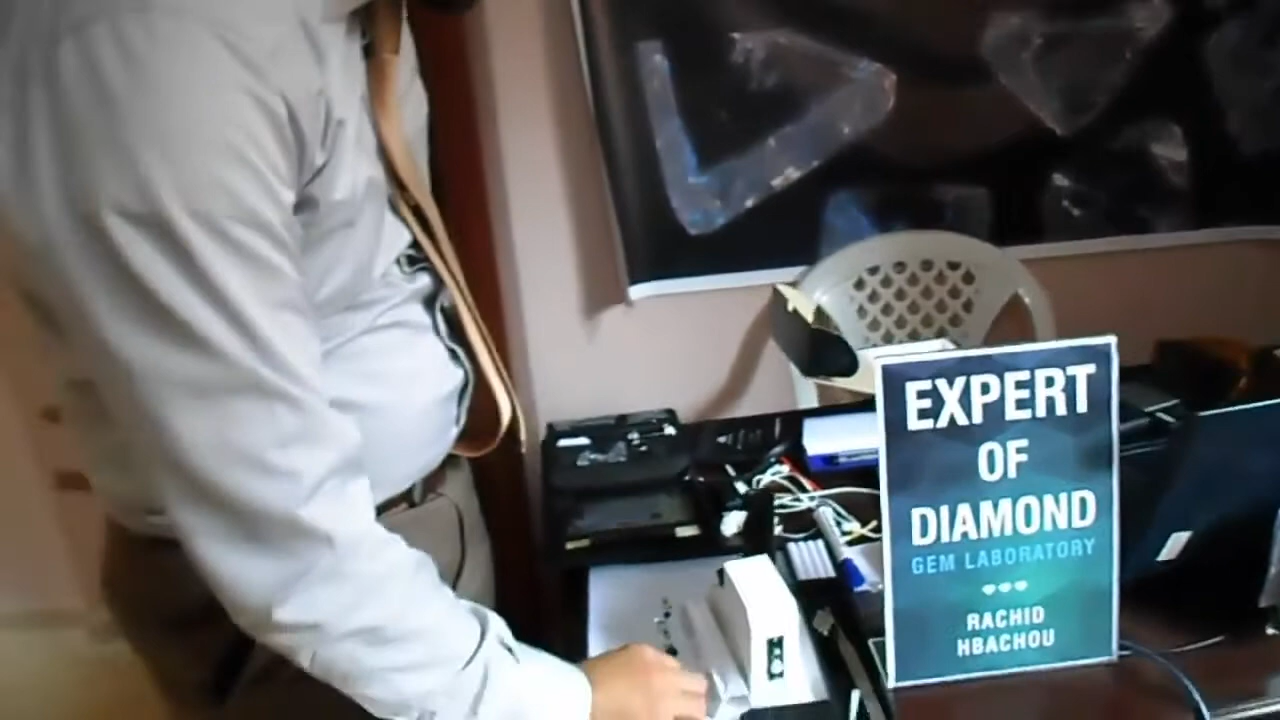 EXPERT
OF
DIAMOND
GEM LABORATORY
RACHID
HBACHOU